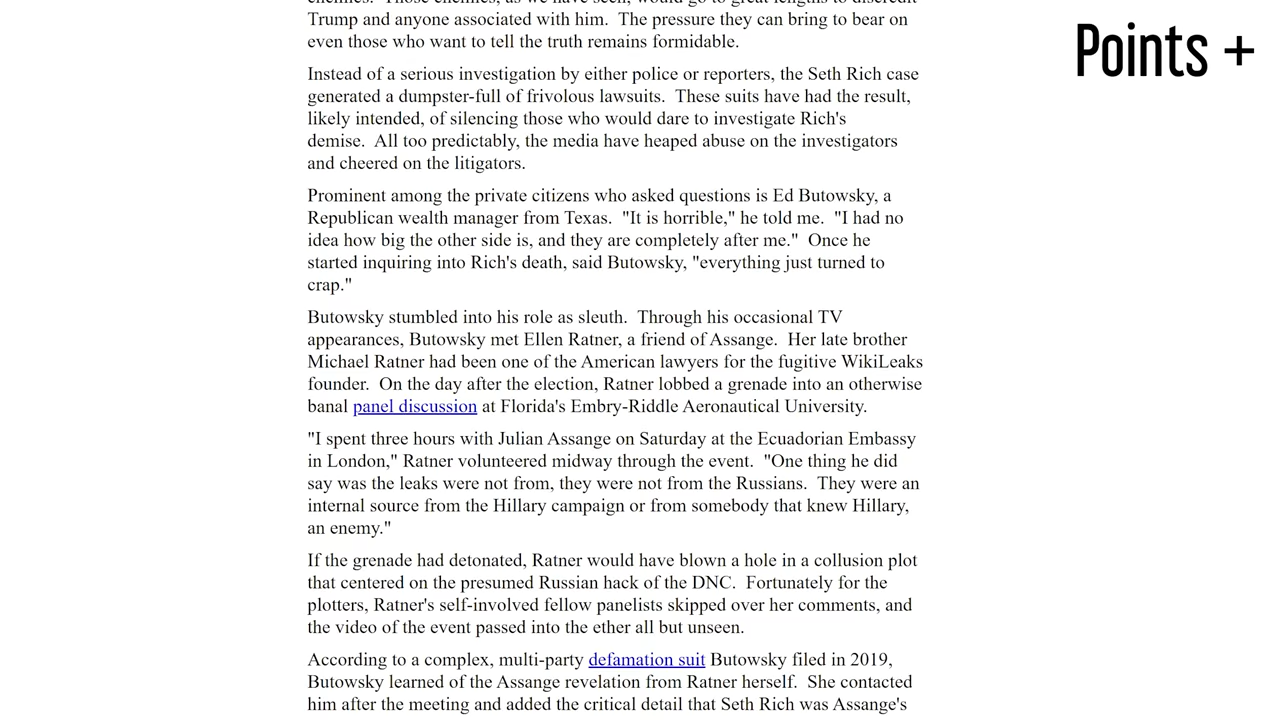 enemies. Those enemies, as we have seen, would go to great lengths to discredit
Trump and anyone associated with him. The pressure they can bring to bear on
even those who want to tell the truth remains formidable.
Points +
Instead of a serious investigation by either police or reporters, the Seth Rich case
generated a dumpster-full of frivolous lawsuits. These suits have had the result,
likely intended, of silencing those who would dare to investigate Rich's
demise. All too predictably, the media have heaped abuse on the investigators
and cheered on the litigators.
Prominent among the private citizens who asked questions is Ed Butowsky, a
Republican wealth manager from Texas. "It is horrible," he told me. "I had no
idea how big the other side is, and they are completely after me." Once he
started inquiring into Rich's death, said Butowsky, "everything just turned to
crap."
Butowsky stumbled into his role as sleuth. Through his occasional TV
appearances, Butowsky met Ellen Ratner, a friend of Assange. Her late brother
Michael Ratner had been one of the American lawyers for the fugitive WikiLeaks
founder. On the day after the election, Ratner lobbed a grenade into an otherwise
banal panel discussion at Florida's Embry-Riddle Aeronautical University.
"I spent three hours with Julian Assange on Saturday at the Ecuadorian Embassy
in London," Ratner volunteered midway through the event. "One thing he did
say was the leaks were not from, they were not from the Russians. They were an
internal source from the Hillary campaign or from somebody that knew Hillary,
an enemy."
If the grenade had detonated, Ratner would have blown a hole in a collusion plot
that centered on the presumed Russian hack of the DNC. Fortunately for the
plotters, Ratner's self-involved fellow panelists skipped over her comments, and
the video of the event passed into the ether all but unseen.
According to a complex, multi-party defamation suit Butowsky filed in 2019,
Butowsky learned of the Assange revelation from Ratner herself. She contacted
him after the meeting and added the critical detail that Seth Rich was Assange's